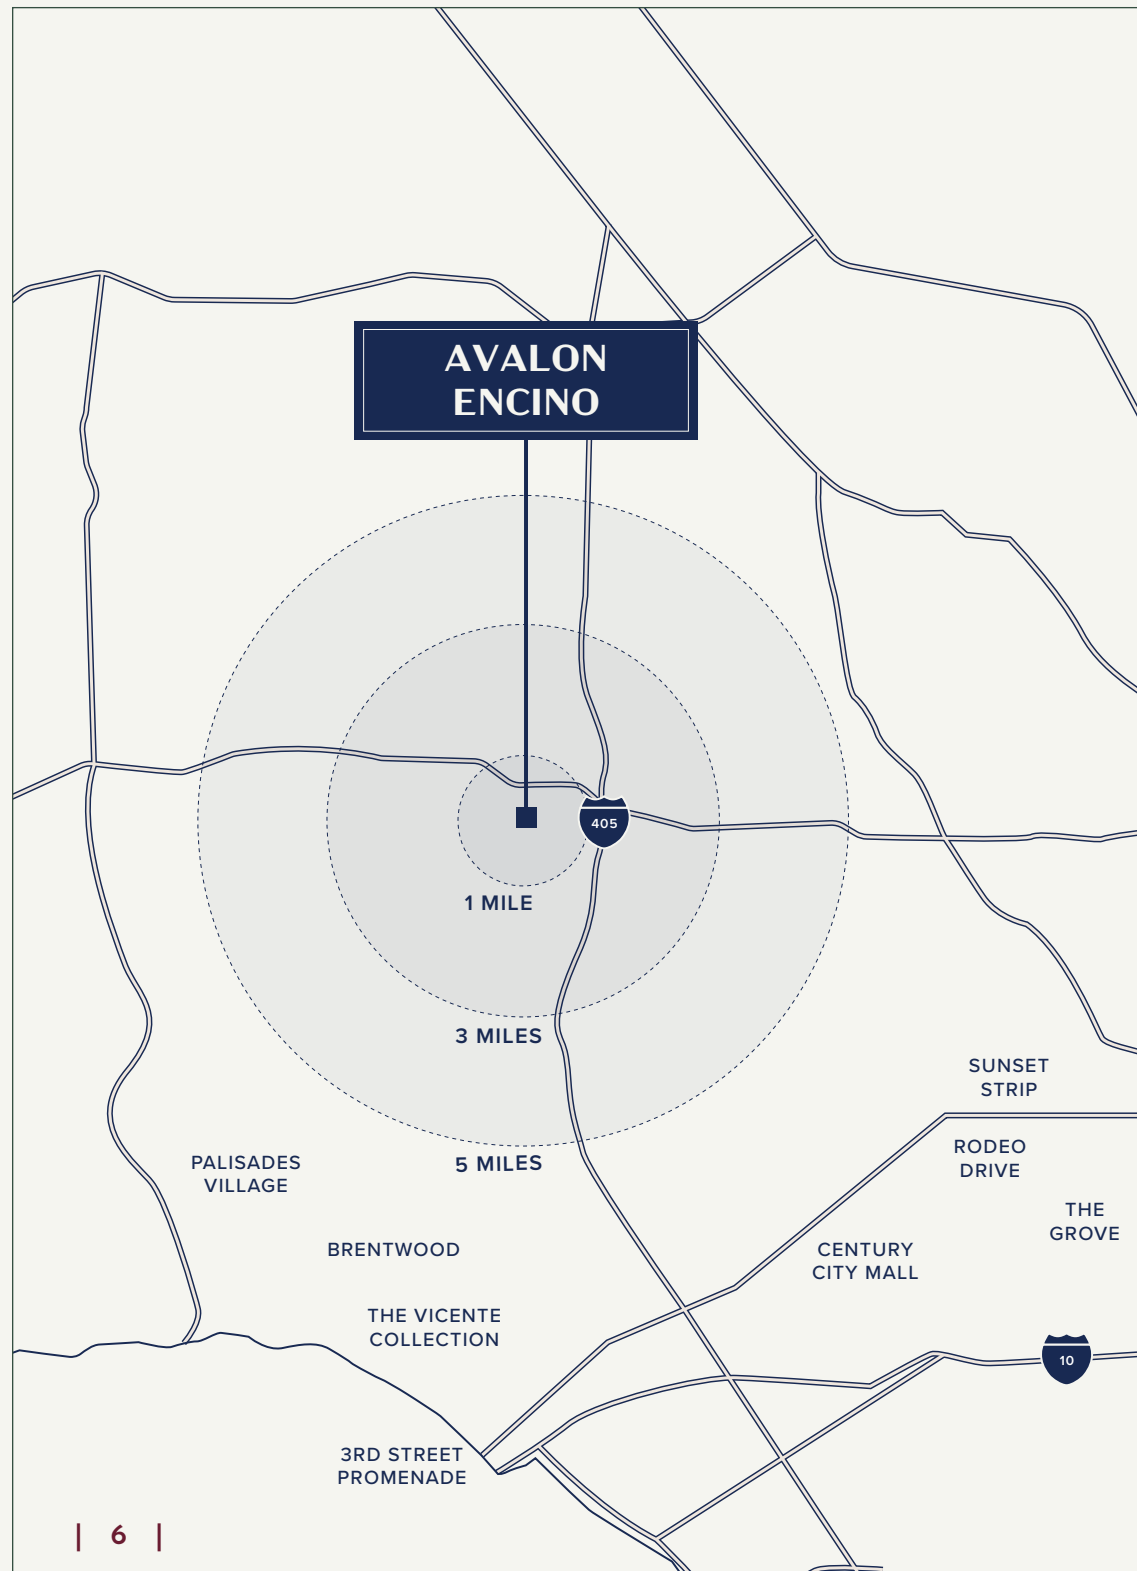 AVALON
ENCINO
405
1 MILE
3 MILES
5 MILES
SUNSET
STRIP
RODEO
DRIVE
PALISADES
VILLAGE
THE
GROVE
BRENTWOOD
CENTURY
CITY MALL
THE VICENTE
COLLECTION
10
3RD STREET
PROMENADE
| 6 |